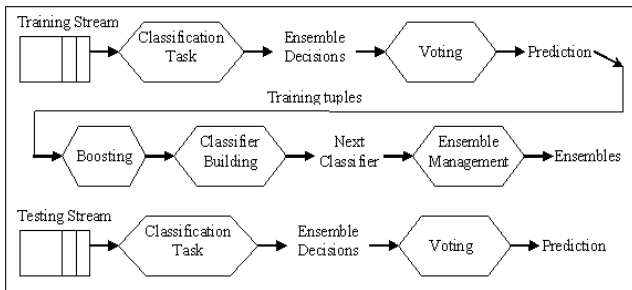 Training Stream
Classification
Task
Ensemble
Decisions
Voting
Prediction
Training tuples
Boosting
Classifier
Building
Next
Classifier
Ensemble
Management
Ensembles
Testing Stream
Classification
Task
Ensemble
Decisions
Voting
Prediction